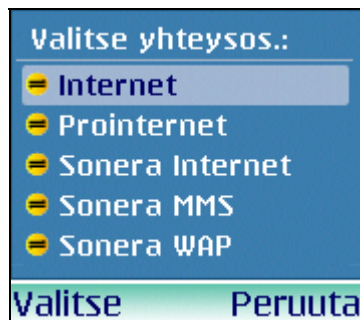 Valitse yhteysos.:
Internet
Prointernet
Sonera Internet
Sonera MMS
Sonera WAP
Valitse Peruuta